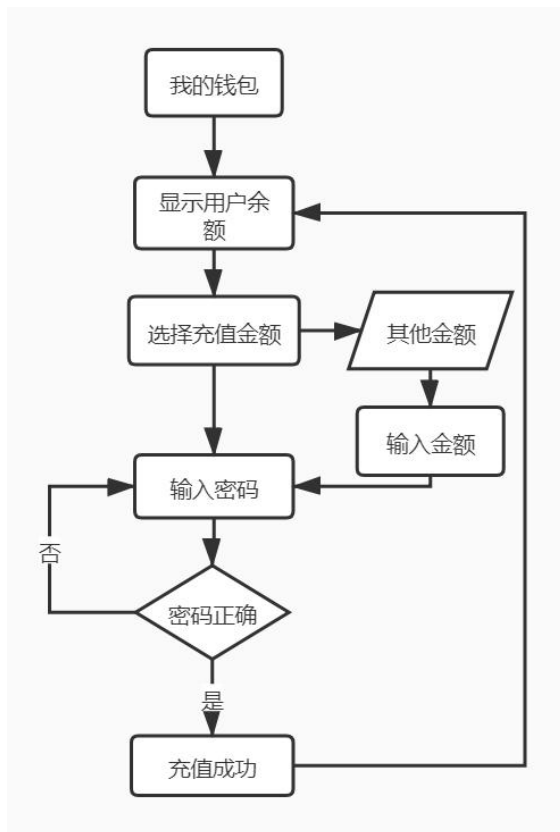 我的钱包
显示用户余
额
选择充值金额
其他金额
输入金额
输入密码
否
密码正确
是
充值成功